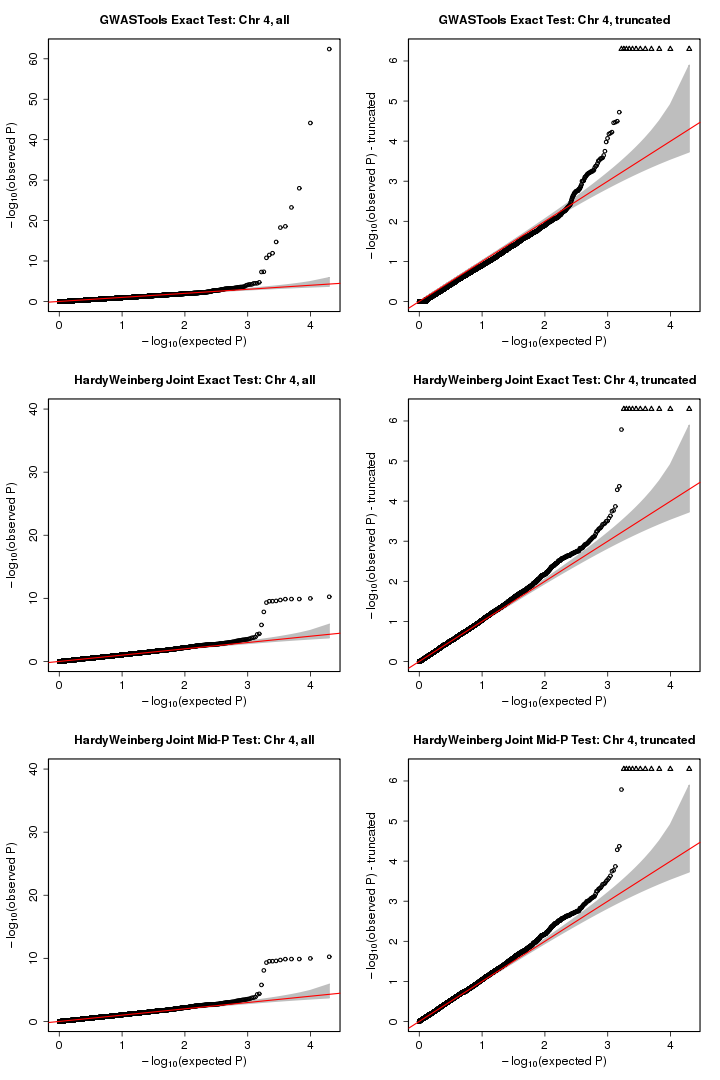 GWASTools Exact Test: Chr 4, all
− log10(observed P)
0 10 20 30 40 50 60
0 1 2 3 4
− log10(expected P)
GWASTools Exact Test: Chr 4, truncated
− log10(observed P) - truncated
0 1 2 3 4 5 6
0 1 2 3 4
− log10(expected P)
HardyWeinberg Joint Exact Test: Chr 4, all
− log10(observed P)
0 10 20 30 40
0 1 2 3 4
− log10(expected P)
HardyWeinberg Joint Exact Test: Chr 4, truncated
− log10(observed P) - truncated
0 1 2 3 4 5 6
0 1 2 3 4
− log10(expected P)
HardyWeinberg Joint Mid-P Test: Chr 4, all
− log10(observed P)
0 10 20 30 40
0 1 2 3 4
− log10(expected P)
HardyWeinberg Joint Mid-P Test: Chr 4, truncated
− log10(observed P) - truncated
0 1 2 3 4 5 6
0 1 2 3 4
− log10(expected P)